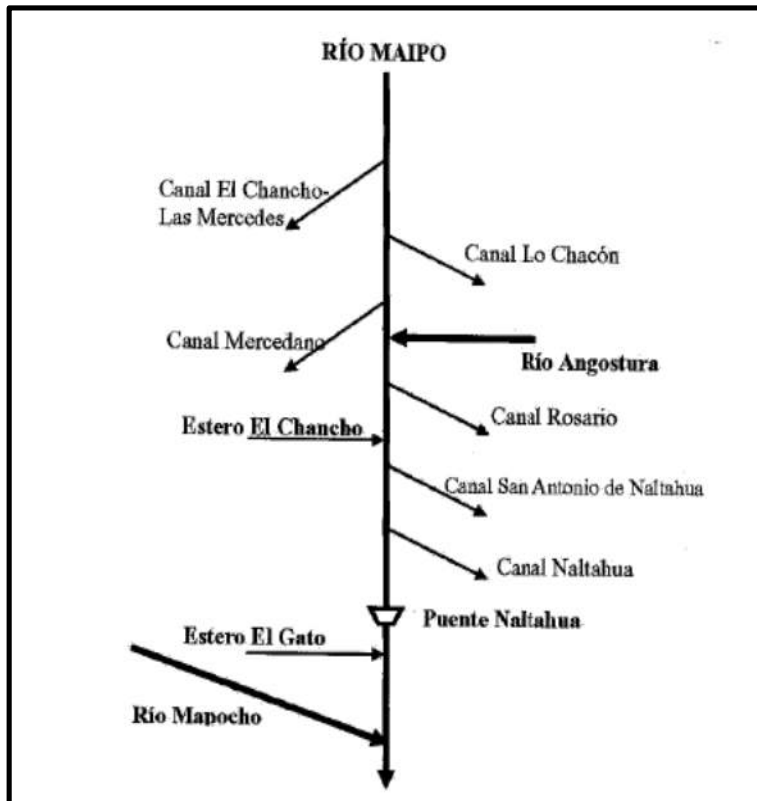 RÍO MAIPO
Canal El Chancho-
Las Mercedes
Canal Lo Chacón
Canal Mercedano
Río Angostura
Canal Rosario
Estero El Chancho
Canal San Antonio de Naltahua
Canal Naltahua
Puente Naltahua
Estero El Gato
Río Mapocho